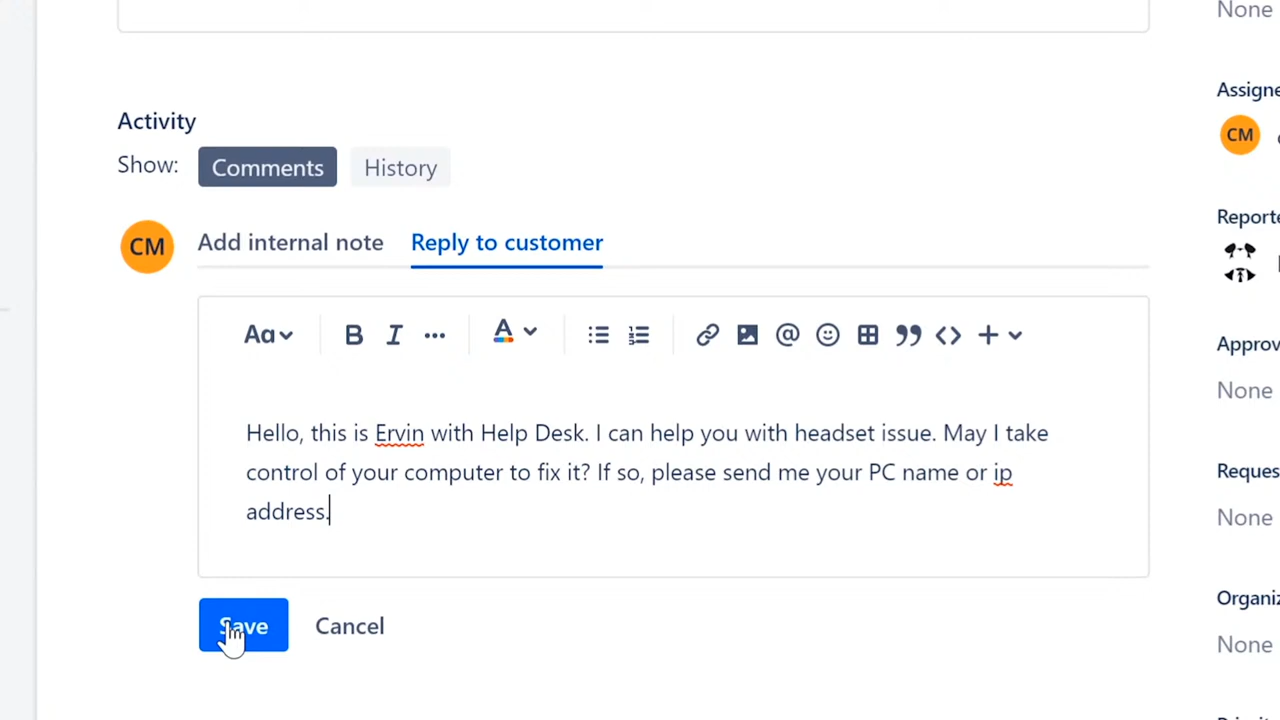 None
Activity
Assigne
Show: Comments History
CM
Reporte
CM Add internal note Reply to customer
Aa B I A
Approv
None
Hello, this is Ervin with Help Desk. I can help you with headset issue. May I take
control of your computer to fix it? If so, please send me your PC name or ip
address.
Reques
None
Organiz
None
Save Cancel